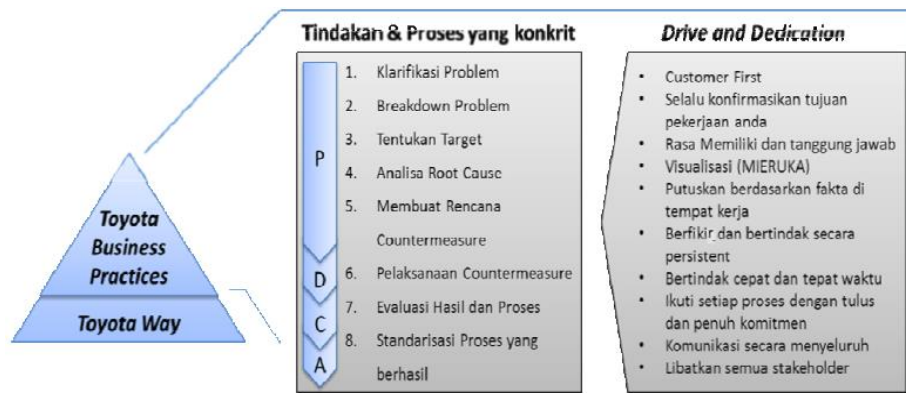 Toyota
Business
Practices
Toyota Way
Tindakan & Proses yang konkrit
P
D
C
A
1. Klarifikasi Problem
2. Breakdown Problem
3. Tentukan Target
4. Analisa Root Cause
5. Membuat Rencana
Countermeasure
6. Pelaksanaan Countermeasure
7. Evaluasi Hasil dan Proses
8. Standarisasi Proses yang
berhasil
Drive and Dedication
• Customer First
• Selalu konfirmasikan tujuan
pekerjaan anda
• Rasa Memiliki dan tanggung jawab
• Visualisasi (MIERUKA)
• Putuskan berdasarkan fakta di
tempat kerja
• Berfikir dan bertindak secara
persistent
• Bertindak cepat dan tepat waktu
• Ikuti setiap proses dengan tulus
dan penuh komitmen
• Komunikasi secara menyeluruh
• Libatkan semua stakeholder